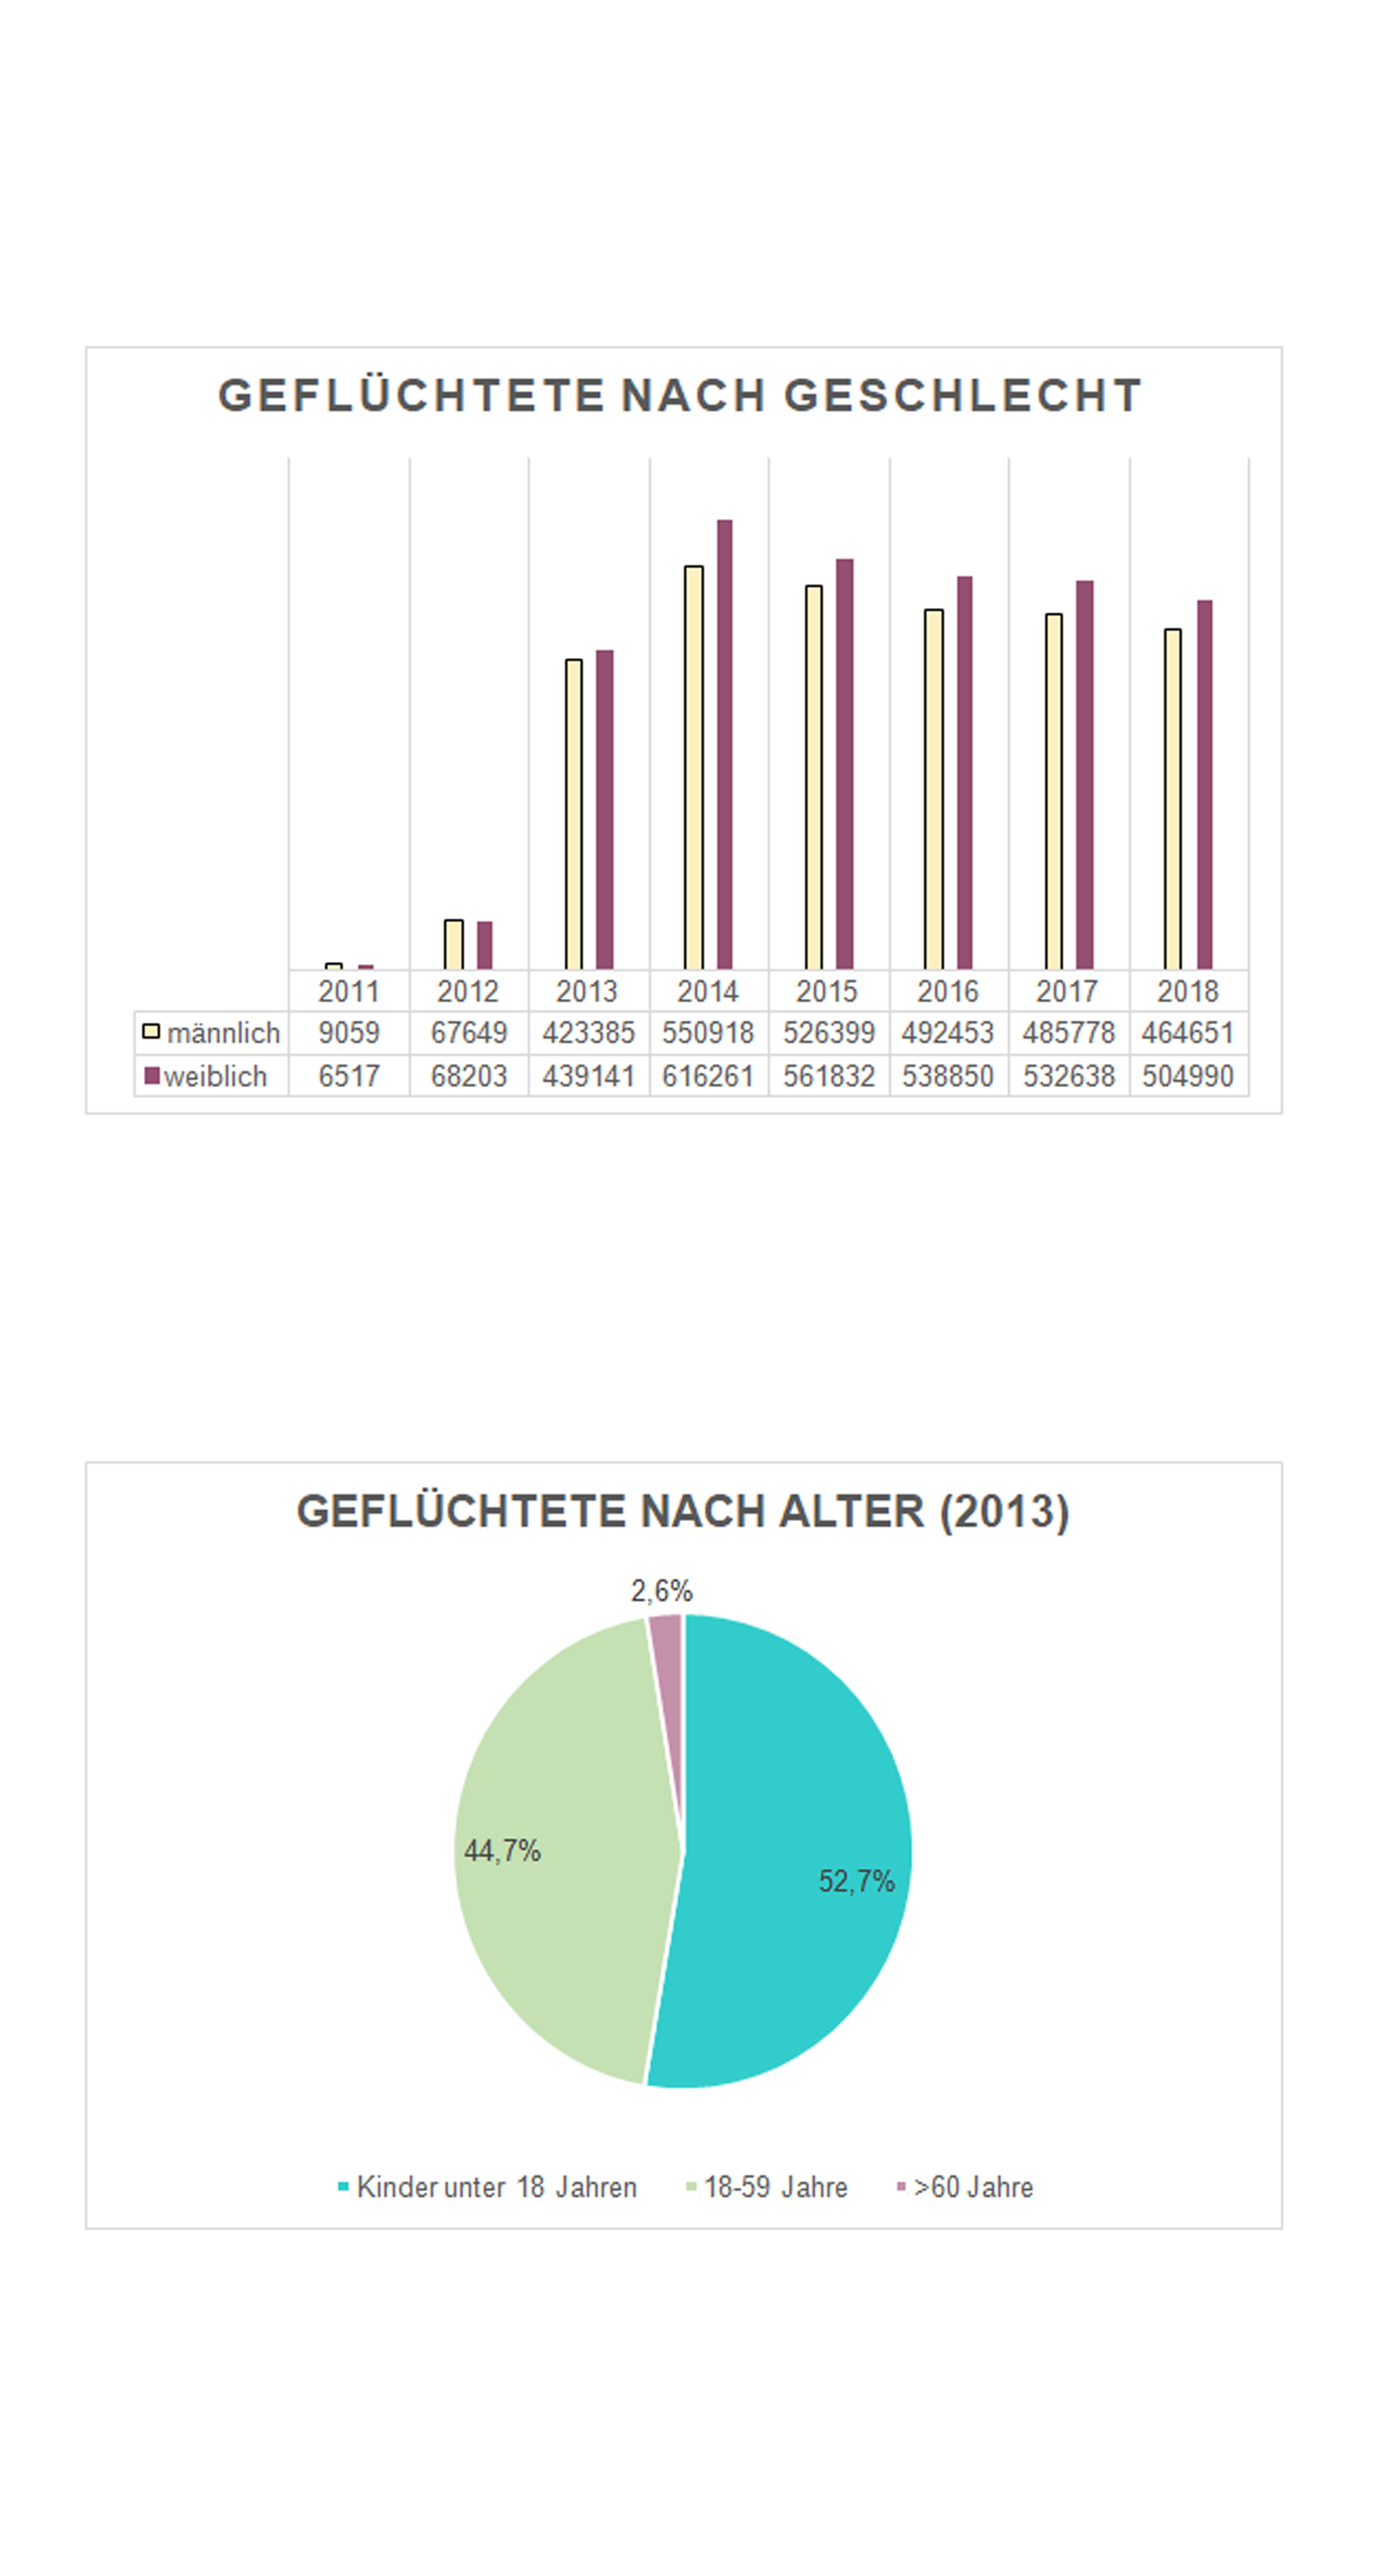 GEFLÜCHTETE NACH GESCHLECHT
2011 2012 2013 2014 2015 2016 2017 2018
männlich 9059 67649 423385 550918 526399 492453 485778 464651
weiblich 6517 68203 439141 616261 561832 538850 532638 504990
GEFLÜCHTETE NACH ALTER (2013)
2,6%
44,7%
52,7%
Kinder unter 18 Jahren 18-59 Jahre >60 Jahre